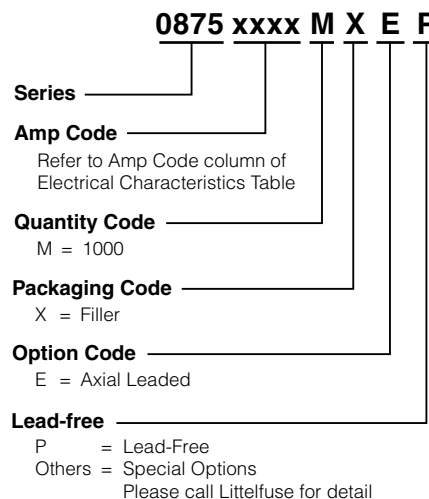 0875 xxxx M X E P
Series
Amp Code
Refer to Amp Code column of
Electrical Characteristics Table
Quantity Code
M = 1000
Packaging Code
X = Filler
Option Code
E = Axial Leaded
Lead-free
P = Lead-Free
Others = Special Options
Please call Littelfuse for detail